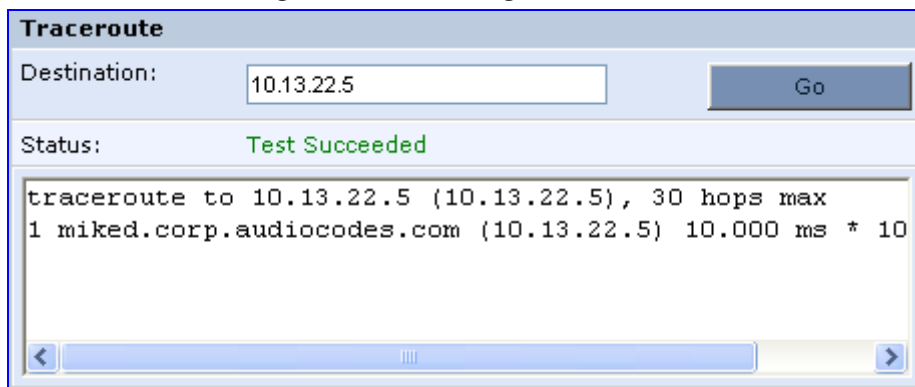 Traceroute
Destination: 10.13.22.5 Go
Status: Test Succeeded
traceroute to 10.13.22.5 (10.13.22.5), 30 hops max
1 miked.corp.audiocodes.com (10.13.22.5) 10.000 ms * 10